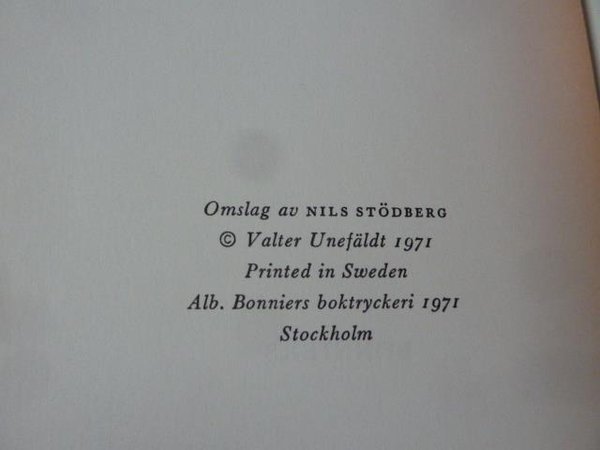 Omslag av NILS STÖDBERG
© Valter Unefäldt 1971
Printed in Sweden
Alb. Bonniers boktryckeri 1971
Stockholm